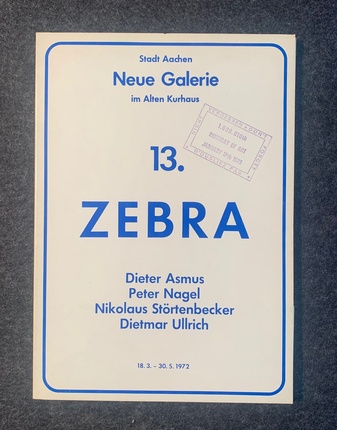 Stadt Aachen
Neue Galerie
im Alten Kurhaus
13.
ZEBRA
Dieter Asmus
Peter Nagel
Nikolaus Störtenbecker
Dietmar Ullrich
18. 3. – 30. 5. 1972